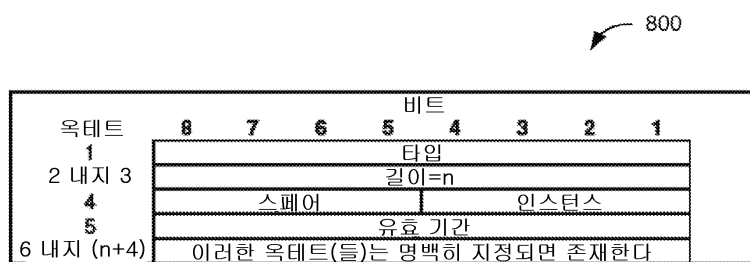 800
비트
옥테트 8 7 6 5 4 3 2 1
1 타입
2 내지 3 길이=n
4 스페어 인스턴스
5 유효 기간
6 내지 (n+4) 이러한 옥테트(들)는 명백히 지정되면 존재한다